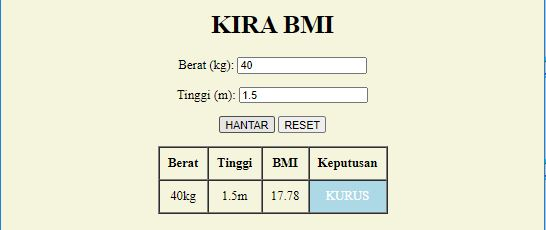 KIRA BMI
Berat (kg): 40
Tinggi (m): 1.5
HANTAR RESET
Berat Tinggi BMI Keputusan
40kg 1.5m 17.78 KURUS